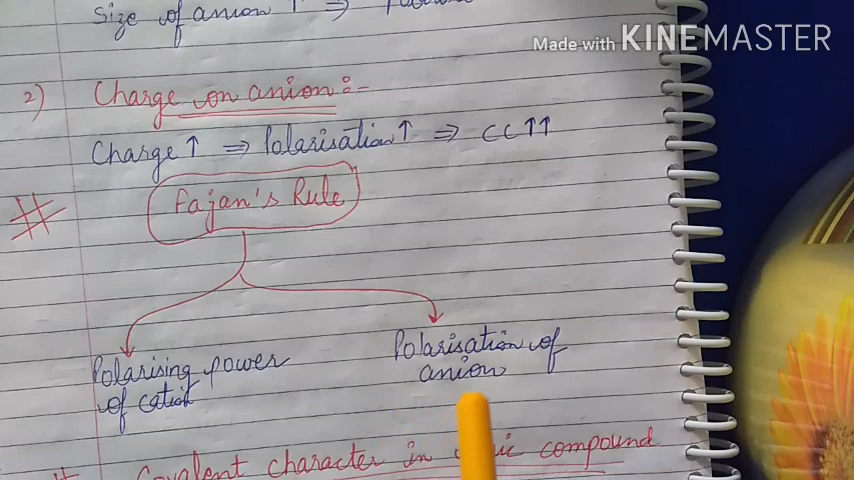 Size of anion ↑ ⇒
Made with KINEMASTER
2) Charge on anion:-
Charge ↑ ⇒ Polarisation ↑ ⇒ CC ↑↑
# Fajan's Rule
Polarising power
of cation
Polarisation of
anion
Covalent character in compound